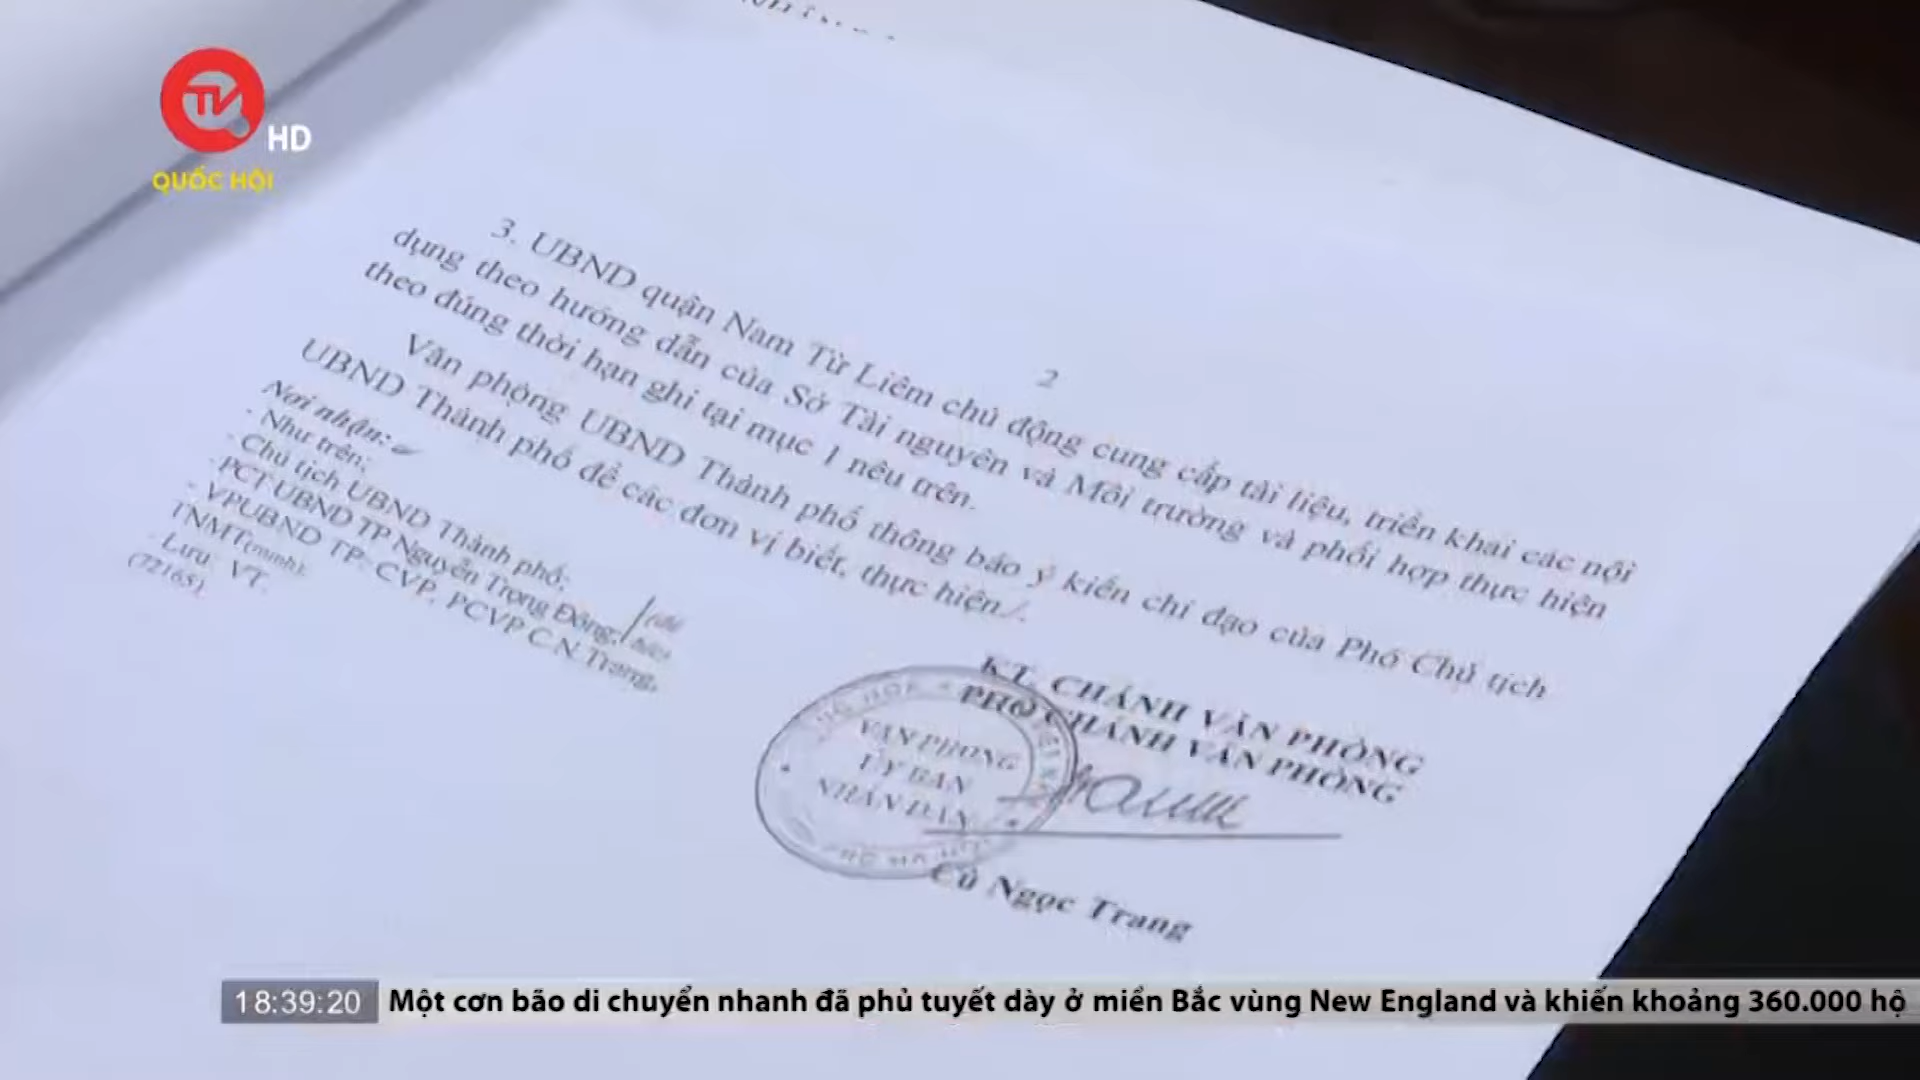 TV
HD
QUỐC HỘI
2
3. UBND quận Nam Từ Liêm chủ động cung cấp tài liệu, triển khai các nội
dụng theo hướng dẫn của Sở Tài nguyên và Môi trường và phối hợp thực hiện
theo đúng thời hạn ghi tại mục 1 nêu trên.
Văn phòng UBND Thành phố thông báo ý kiến chỉ đạo của Phó Chủ tịch
UBND Thành phố để các đơn vị biết, thực hiện./.
Nơi nhận:
- Như trên;
- Chủ tịch UBND Thành phố;
- PCT UBND TP Nguyễn Trọng Đông;
- VPUBND TP: CVP, PCVP C.N.Trang,
TNMT(minh);
- Lưu: VT.
(72165)
KT. CHÁNH VĂN PHÒNG
PHÓ CHÁNH VĂN PHÒNG
VĂN PHÒNG
ỦY BAN
NHÂN DÂN
Cù Ngọc Trang
18:39:20 Một cơn bão di chuyển nhanh đã phủ tuyết dày ở miền Bắc vùng New England và khiến khoảng 360.000 hộ